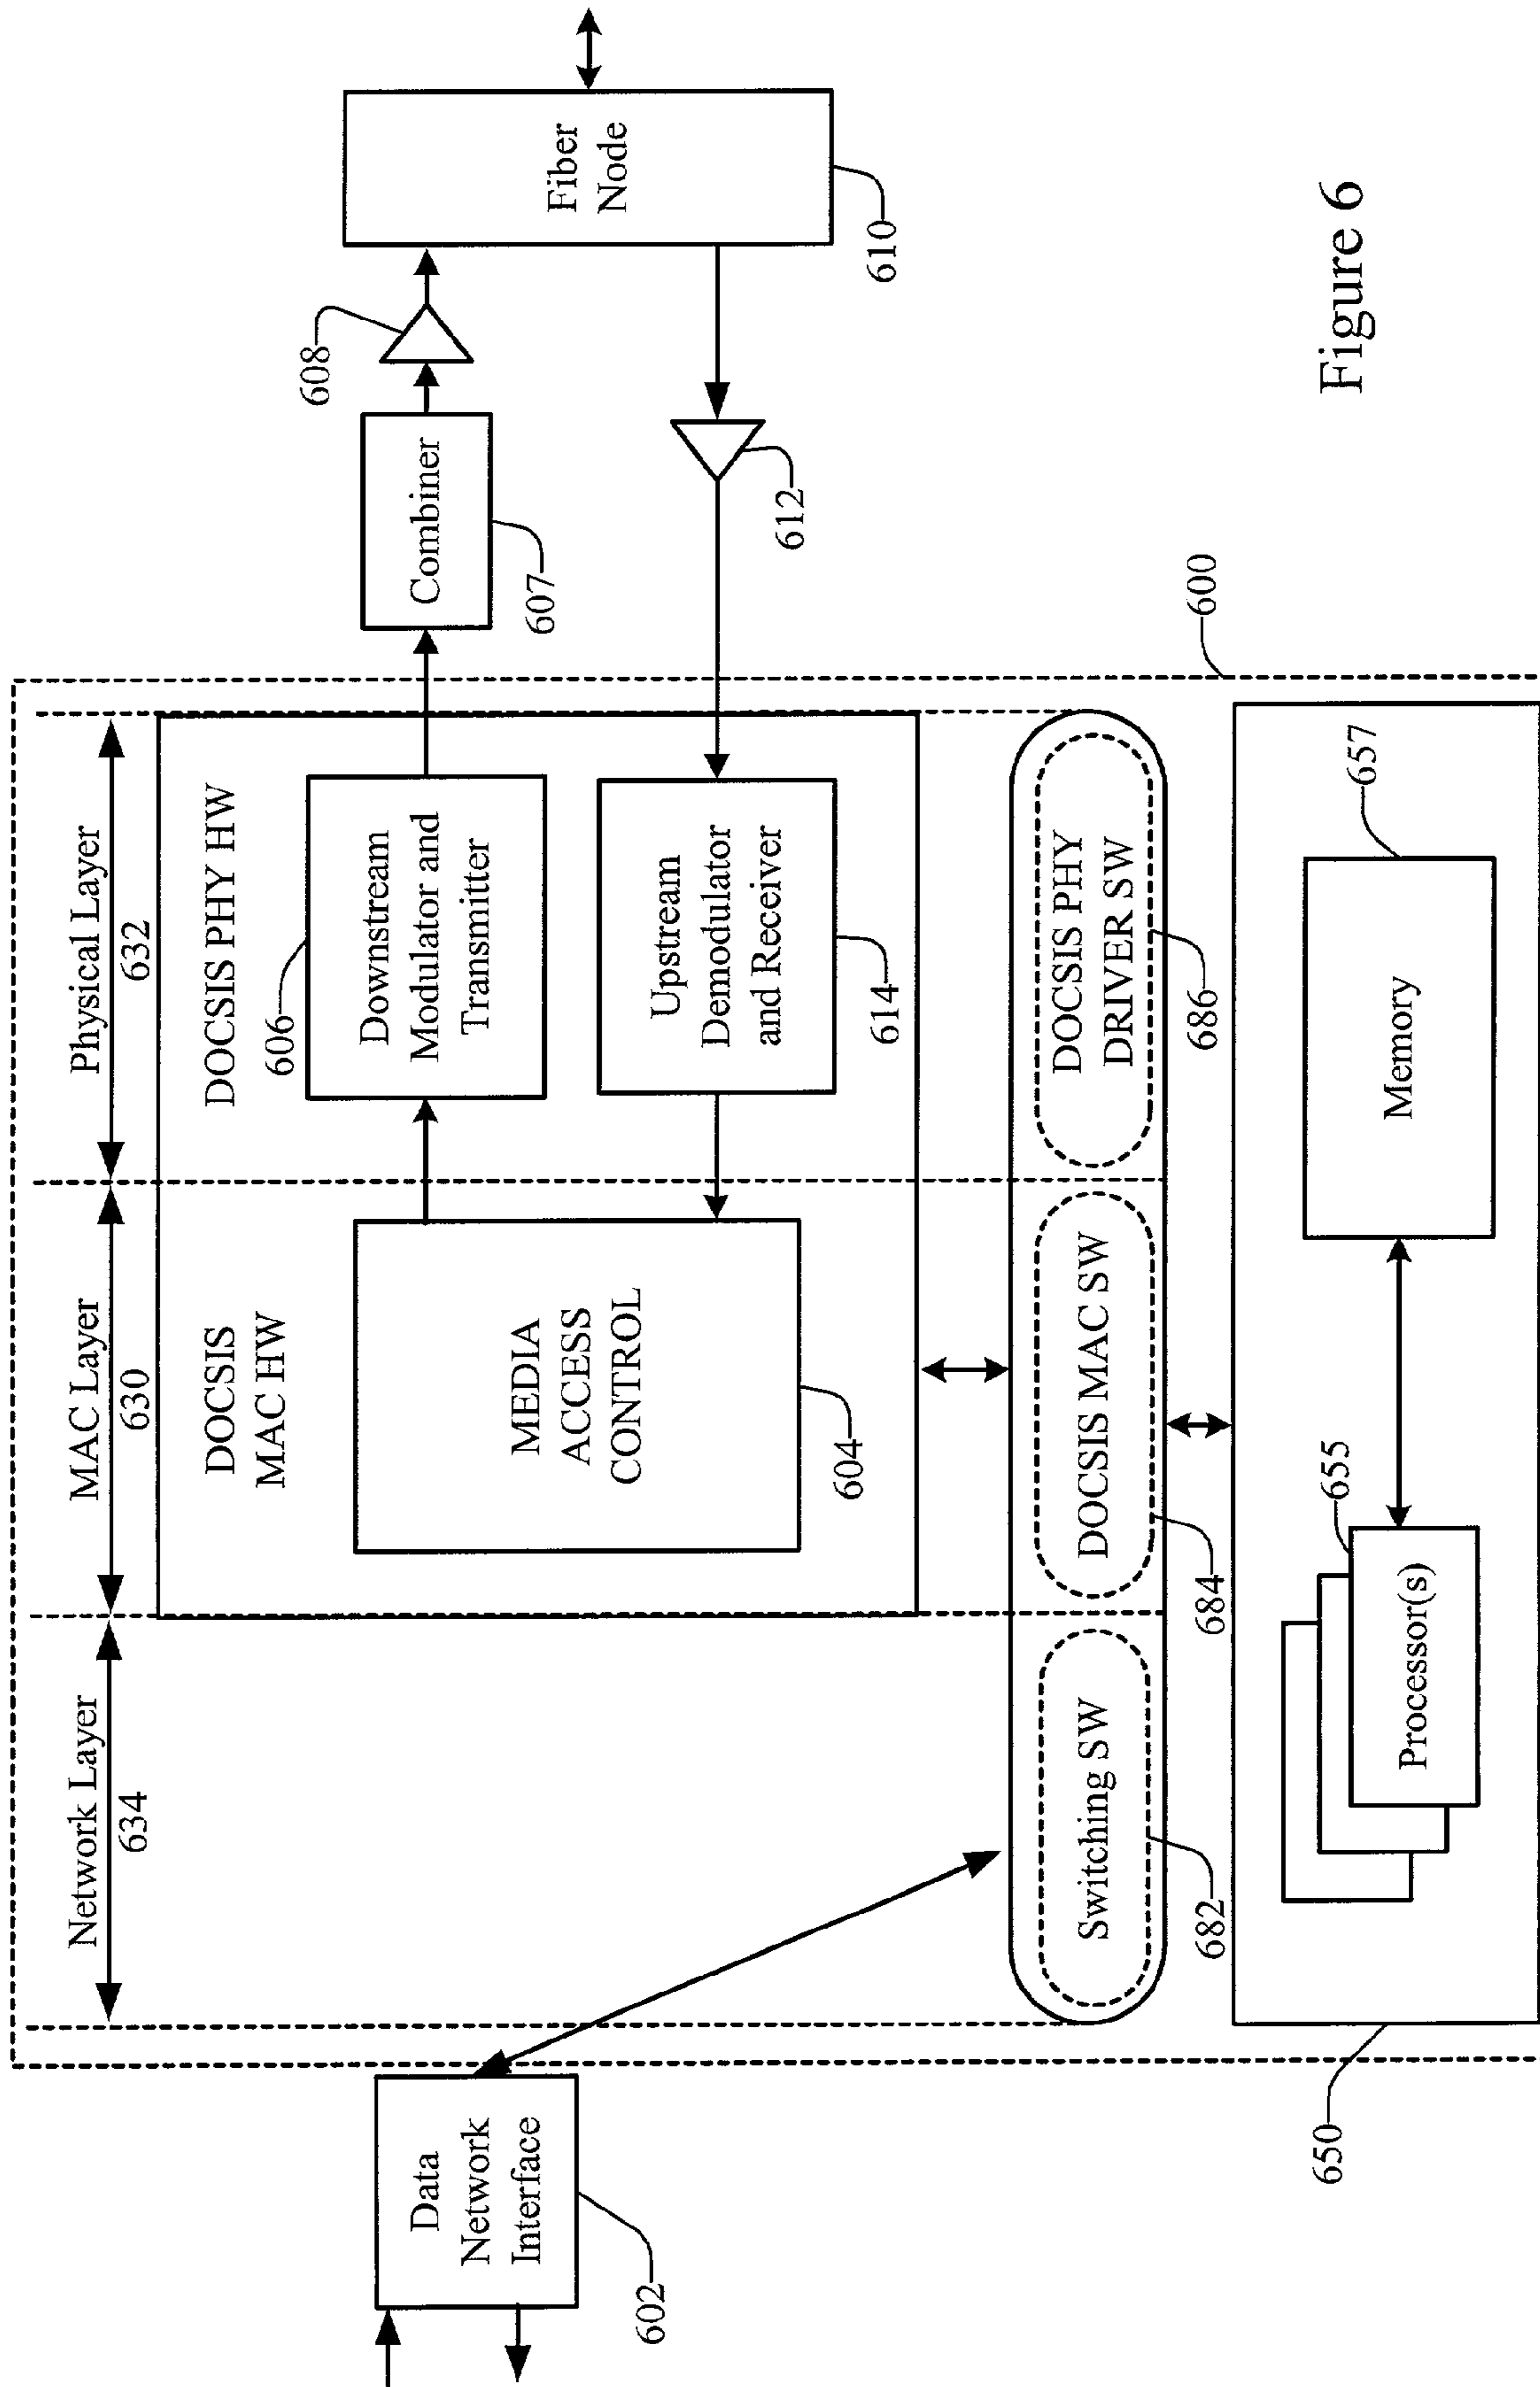 Network Layer
634
MAC Layer
630
Physical Layer
632
DOCSIS
MAC HW
DOCSIS PHY HW
MEDIA
ACCESS
CONTROL
604
606
Downstream
Modulator and
Transmitter
Upstream
Demodulator
and Receiver
614
Combiner
607
608
612
Fiber
Node
610
Data
Network
Interface
602
Switching SW
682
DOCSIS MAC SW
684
DOCSIS PHY
DRIVER SW
686
600
650
655
Processor(s)
Memory
657
Figure 6